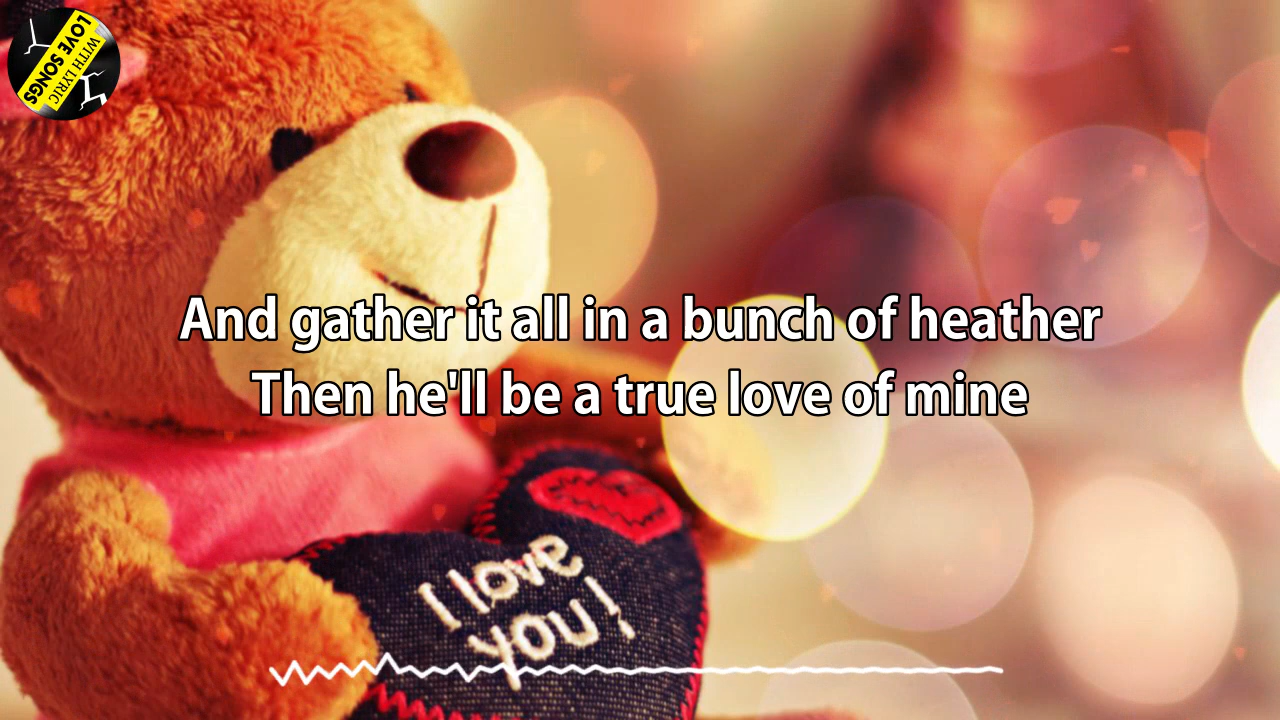 LOVE SONGS
WITH LYRIC
And gather it all in a bunch of heather
Then he'll be a true love of mine
I love
you!